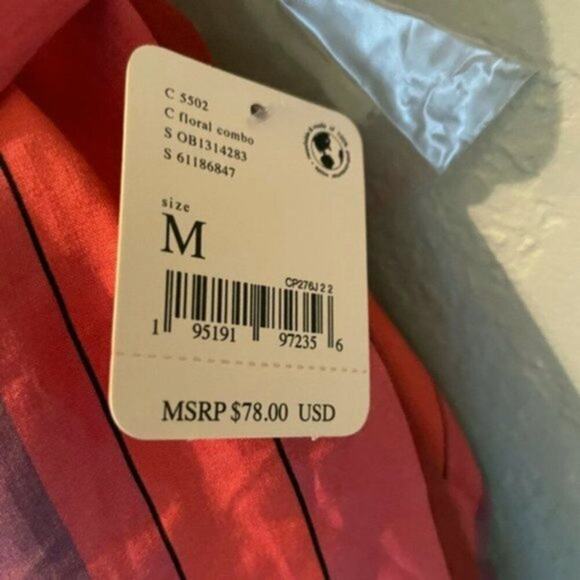 C 5502
C floral combo
S OB1314283
S 61186847
size
M
CP276J 2 2
1 95191 97235 6
MSRP $78.00 USD